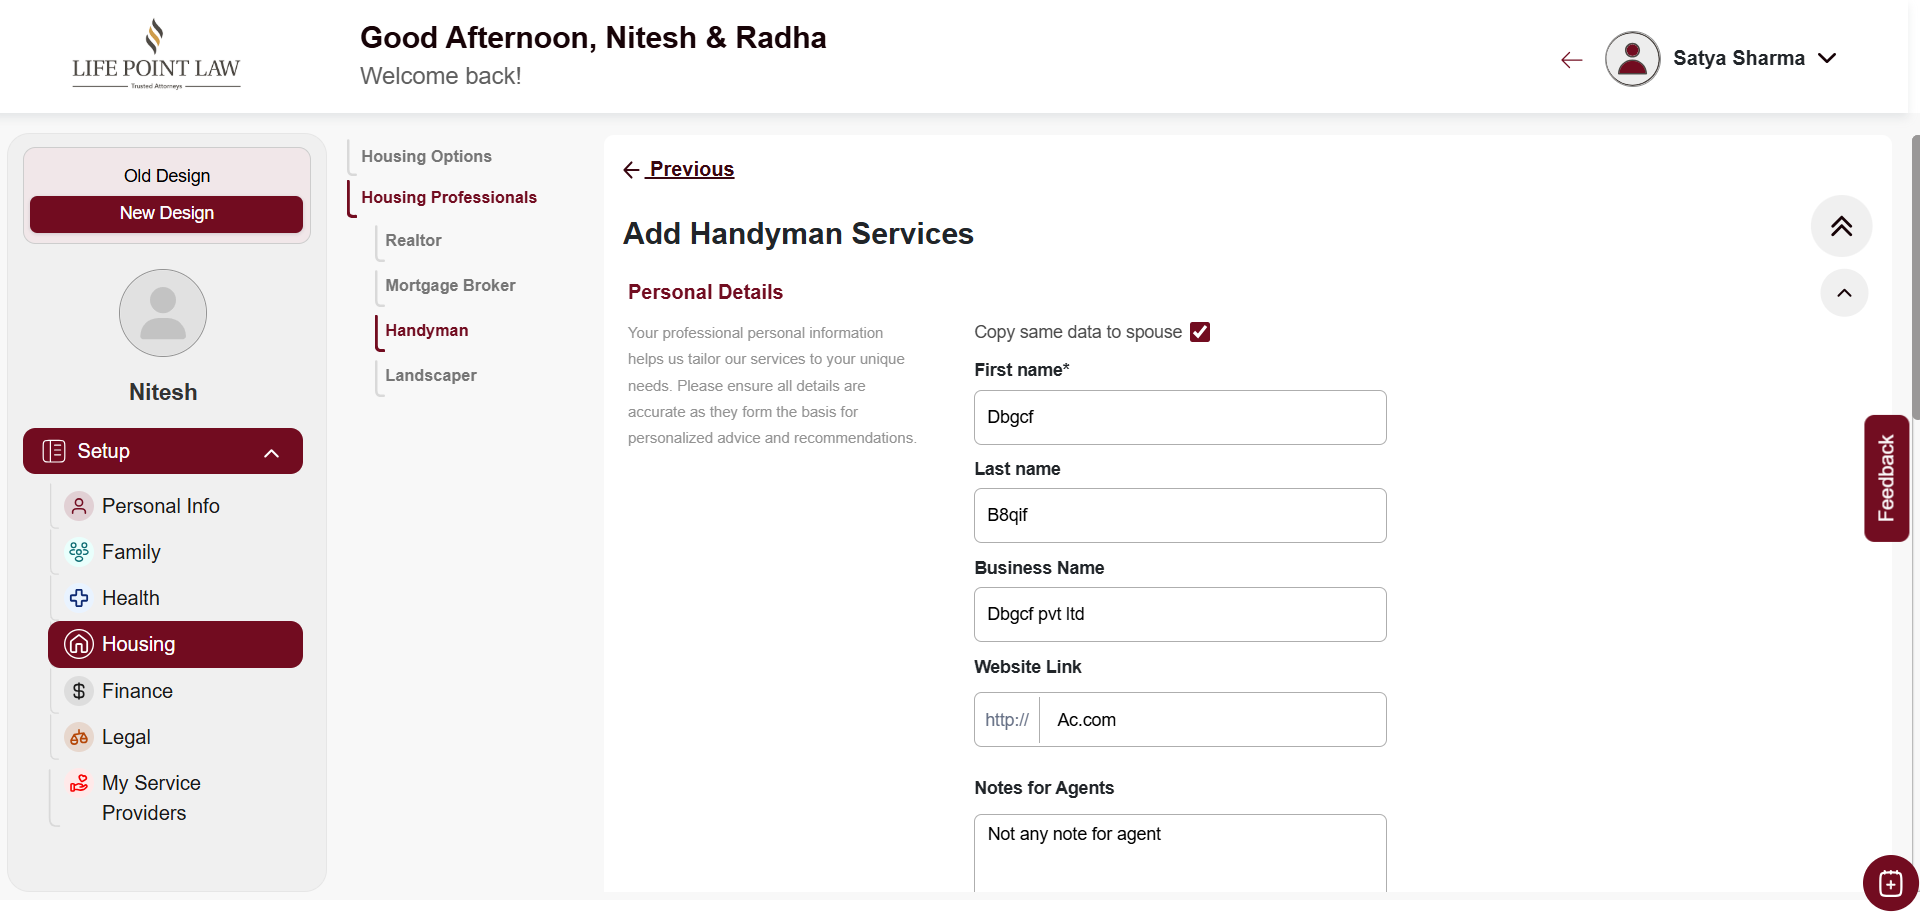 LIFE POINT LAW
Trusted Attorneys
Good Afternoon, Nitesh & Radha
Welcome back!
Satya Sharma
Old Design
New Design
Nitesh
Setup
Personal Info
Family
Health
Housing
Finance
Legal
My Service
Providers
Housing Options
Housing Professionals
Realtor
Mortgage Broker
Handyman
Landscaper
Previous
Add Handyman Services
Personal Details
Your professional personal information
helps us tailor our services to your unique
needs. Please ensure all details are
accurate as they form the basis for
personalized advice and recommendations.
Copy same data to spouse
First name*
Dbgcf
Last name
B8qif
Business Name
Dbgcf pvt ltd
Website Link
http:// Ac.com
Notes for Agents
Not any note for agent
Feedback